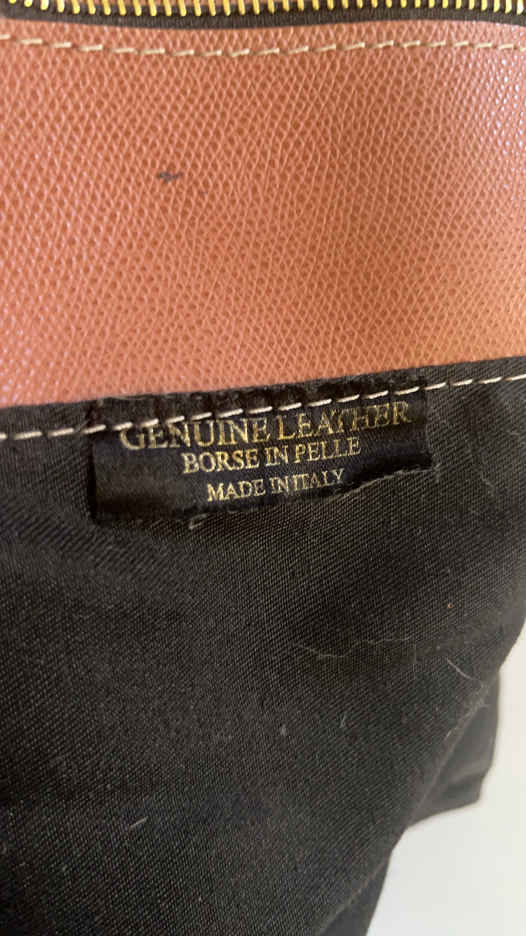 GENUINE LEATHER
BORSE IN PELLE
MADE IN ITALY